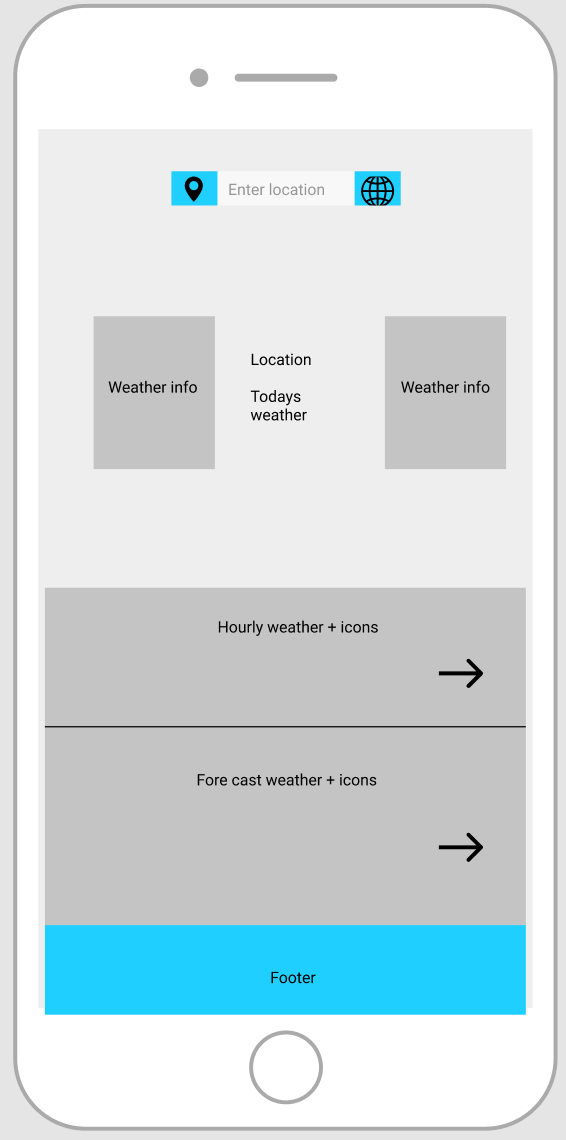 Enter location
Weather info
Location
Todays
weather
Weather info
Hourly weather + icons
Fore cast weather + icons
Footer